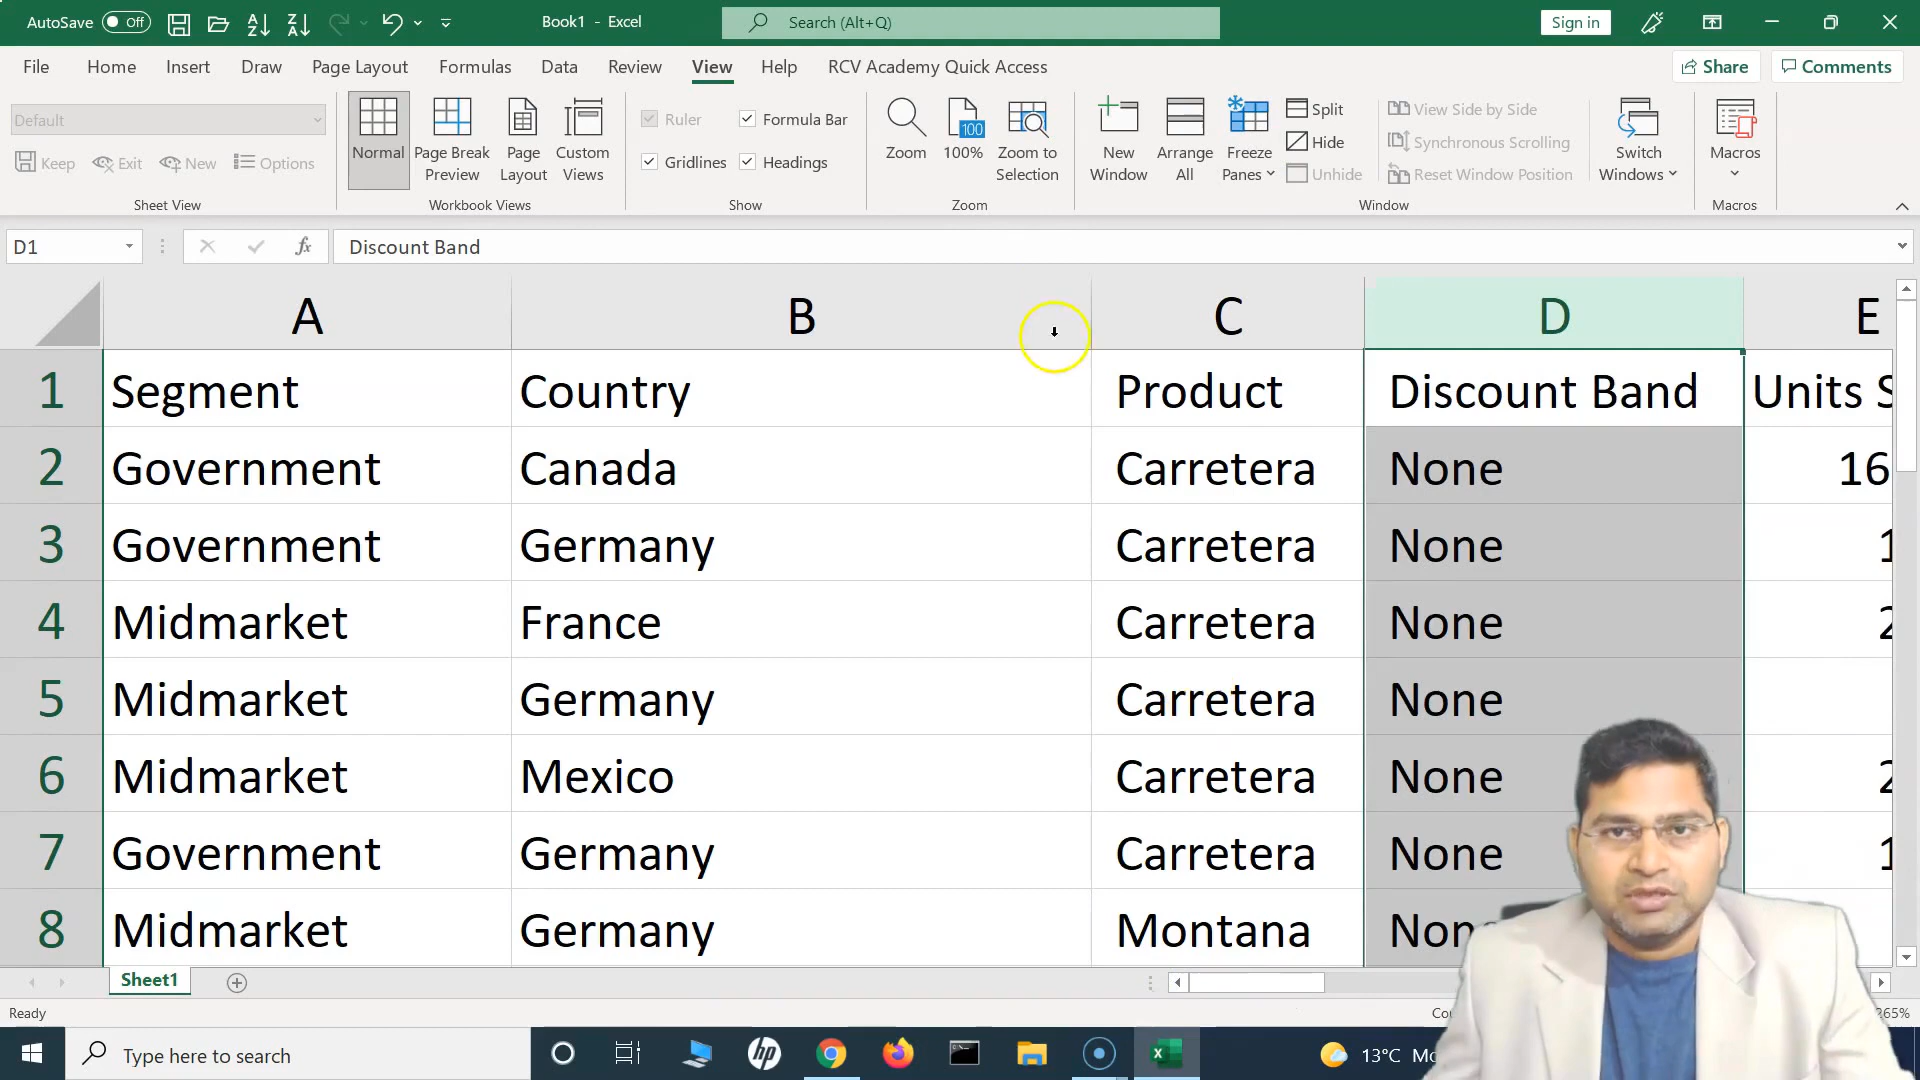 AutoSave Off Book1 - Excel Search (Alt+Q) Sign in
File Home Insert Draw Page Layout Formulas Data Review View Help RCV Academy Quick Access Share Comments
Default
Keep Exit New Options
Sheet View
Normal
Page Break Preview
Page Layout
Custom Views
Workbook Views
Ruler Formula Bar
Gridlines Headings
Show
Zoom
100
100%
Zoom to Selection
Zoom
New Window
Arrange All
Freeze Panes
Split
Hide
Unhide
View Side by Side
Synchronous Scrolling
Reset Window Position
Switch Windows
Window
Macros
Macros
D1 fx Discount Band
A B C D E
1 Segment Country Product Discount Band Units
2 Government Canada Carretera None 16
3 Government Germany Carretera None 1
4 Midmarket France Carretera None 2
5 Midmarket Germany Carretera None
6 Midmarket Mexico Carretera None 2
7 Government Germany Carretera None 1
8 Midmarket Germany Montana
Sheet1
Ready
Type here to search hp 13°C